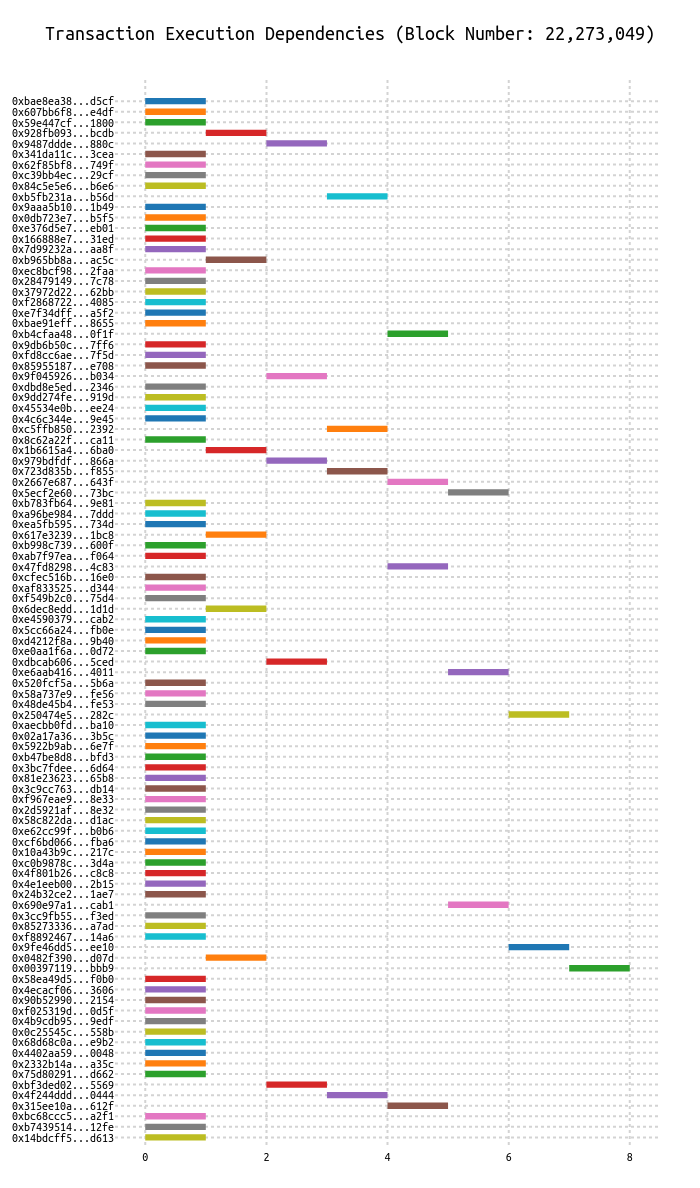 Transaction Execution Dependencies (Block Number: 22,273,049)
0xbae8ea38...d5cf
0x607bb6f8...e4df
0x59e447cf...1800
0x928fb093...bcdb
0x9487ddde...880c
0x341da11c...3cea
0x62f85bf8...749f
0xc39bb4ec...29cf
0x84c5e5e6...b6e6
0xb5fb231a...b56d
0x9aaa5b10...1b49
0x0db723e7...b5f5
0xe376d5e7...eb01
0x166888e7...31ed
0x7d99232a...aa8f
0xb965bb8a...ac5c
0xec8bcf98...2faa
0x28479149...7c78
0x37972d22...62bb
0xf2868722...4085
0xe7f34dff...a5f2
0xbae91eff...8655
0xb4cfaa48...0f1f
0x9db6b50c...7ff6
0xfd8cc6ae...7f5d
0x85955187...e708
0x9f045926...b034
0xdbd8e5ed...2346
0x9dd274fe...919d
0x45534e0b...ee24
0x4c6c344e...9e45
0xc5ffb850...2392
0x8c62a22f...ca11
0x1b6615a4...6ba0
0x979bdfdf...866a
0x723d835b...f855
0x2667e687...643f
0x5ecf2e60...73bc
0xb783fb64...9e81
0xa96be984...7ddd
0xea5fb595...734d
0x617e3239...1bc8
0xb998c739...600f
0xab7f97ea...f064
0x47fd8298...4c83
0xcfec516b...16e0
0xaf833525...d344
0xf549b2c0...75d4
0x6dec8edd...1d1d
0xe4590379...cab2
0x5cc66a24...fb0e
0xd4212f8a...9b40
0xe0aa1f6a...0d72
0xdbcab606...5ced
0xe6aab416...4011
0x520fcf5a...5b6a
0x58a737e9...fe56
0x48de45b4...fe53
0x250474e5...282c
0xaecbb0fd...ba10
0x02a17a36...3b5c
0x5922b9ab...6e7f
0xb47be8d8...bfd3
0x3bc7fdee...6d64
0x81e23623...65b8
0x3c9cc763...db14
0xf967eae9...8e33
0x2d5921af...8e32
0x58c822da...d1ac
0xe62cc99f...b0b6
0xcf6bd066...fba6
0x10a43b9c...217c
0xc0b9878c...3d4a
0x4f801b26...c8c8
0x4e1eeb00...2b15
0x24b32ce2...1ae7
0x690e97a1...cab1
0x3cc9fb55...f3ed
0x85273336...a7ad
0xf8892467...14a6
0x9fe46dd5...ee10
0x0482f390...d07d
0x00397119...bbb9
0x58ea49d5...f0b0
0x4ecacf06...3606
0x90b52990...2154
0xf025319d...0d5f
0x4b9cdb95...9edf
0x0c25545c...558b
0x68d68c0a...e9b2
0x4402aa59...0048
0x2332b14a...a35c
0x75d80291...d662
0xbf3ded02...5569
0x4f244ddd...0444
0x315ee10a...612f
0xbc68ccc5...a2f1
0xb7439514...12fe
0x14bdcff5...d613
0 2 4 6 8